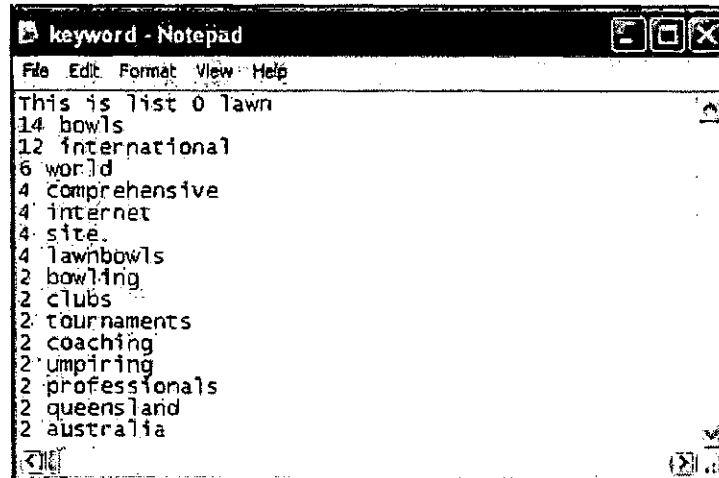 keyword - Notepad
File Edit Format View Help
This is list 0 lawn
14 bowls
12 international
6 world
4 comprehensive
4 internet
4 site.
4 lawnbowls
2 bowling
2 clubs
2 tournaments
2 coaching
2 umpiring
2 professionals
2 queensland
2 australia